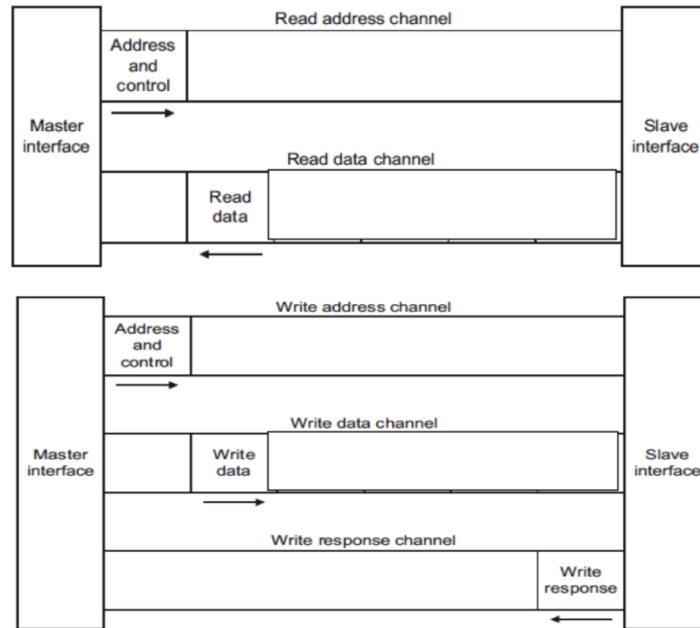 Read address channel
Address
and
control
Master
interface
Slave
interface
Read data channel
Read
data
Write address channel
Address
and
control
Write data channel
Master
interface
Write
data
Slave
interface
Write response channel
Write
response